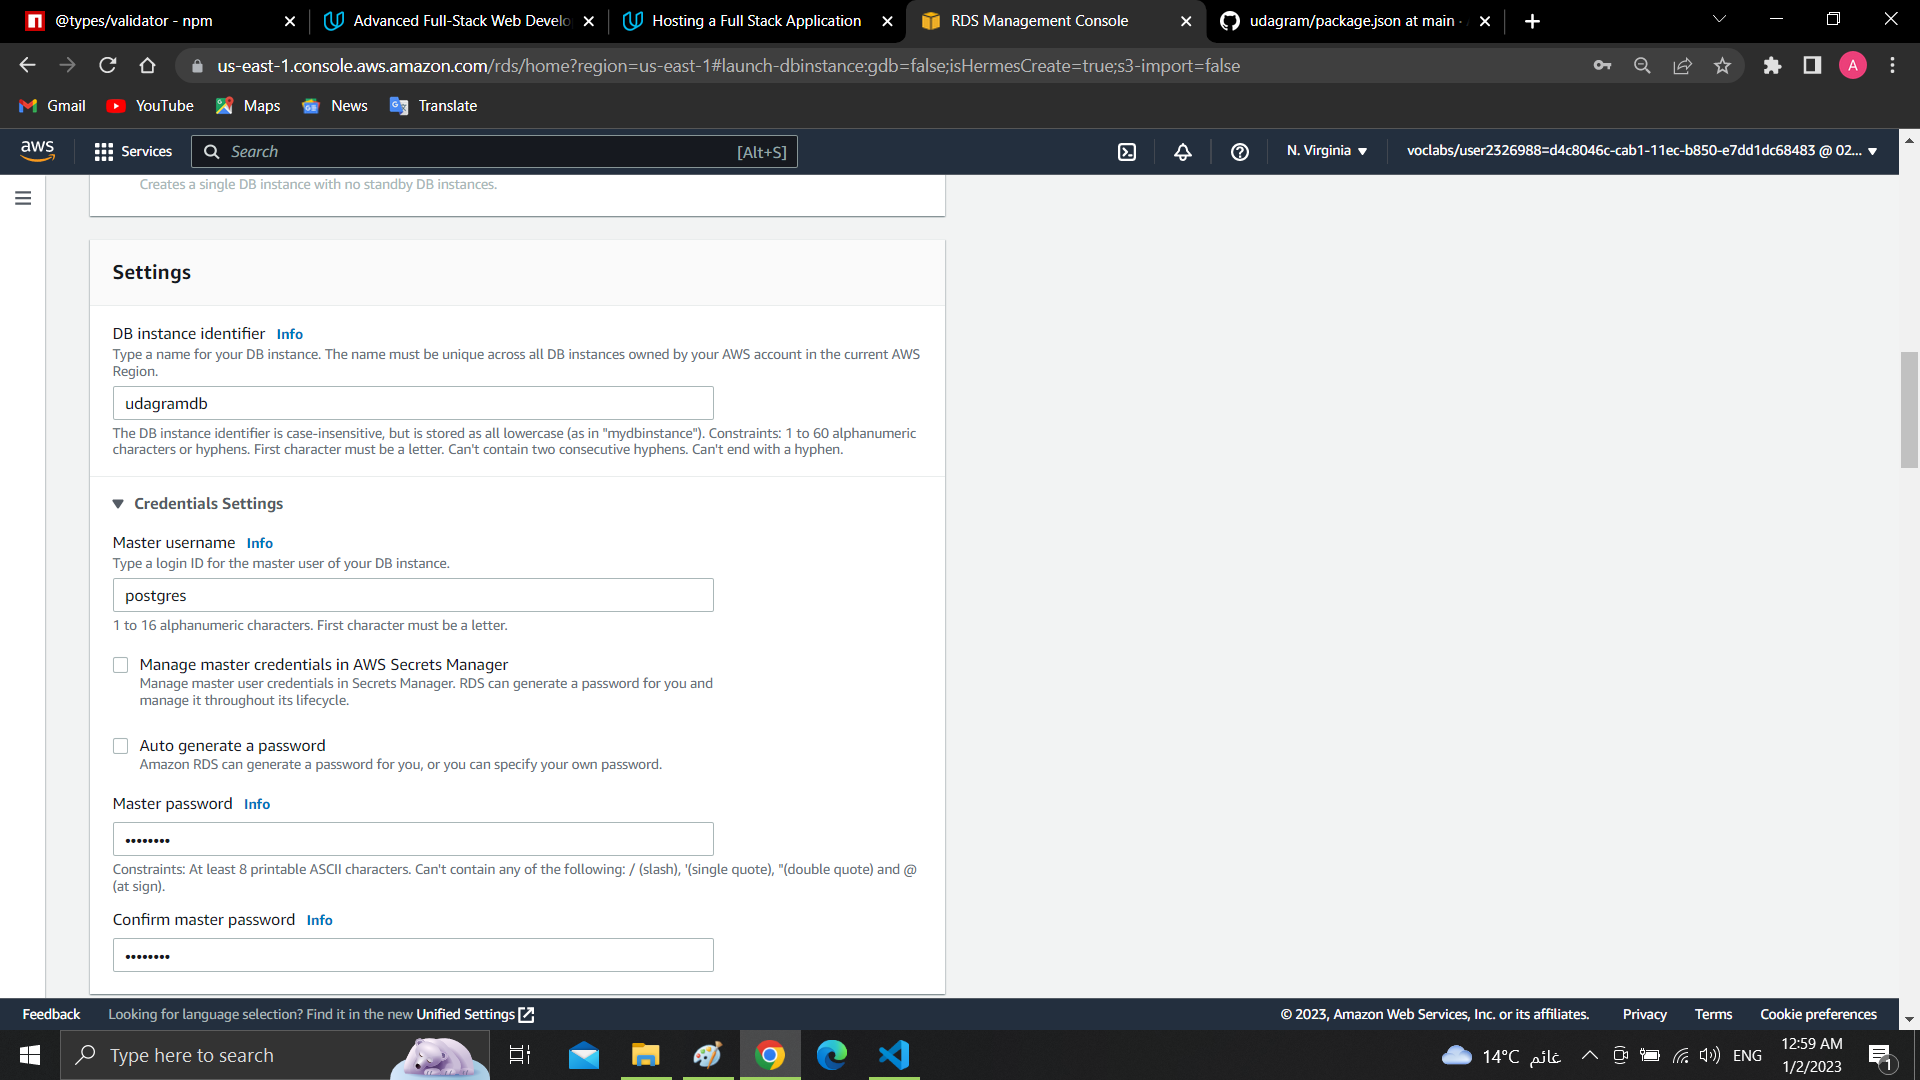 @types/validator - npm
Advanced Full-Stack Web Develo
Hosting a Full Stack Application
RDS Management Console
udagram/package.json at main ·
us-east-1.console.aws.amazon.com/rds/home?region=us-east-1#launch-dbinstance:gdb=false;isHermesCreate=true;s3-import=false
A
Gmail
YouTube
Maps
News
Translate
aws
Services
Search
[Alt+S]
N. Virginia
voclabs/user2326988=d4c8046c-cab1-11ec-b850-e7dd1dc68483 @ 02...
Creates a single DB instance with no standby DB instances.
Settings
DB instance identifier Info
Type a name for your DB instance. The name must be unique across all DB instances owned by your AWS account in the current AWS
Region.
udagramdb
The DB instance identifier is case-insensitive, but is stored as all lowercase (as in "mydbinstance"). Constraints: 1 to 60 alphanumeric
characters or hyphens. First character must be a letter. Can't contain two consecutive hyphens. Can't end with a hyphen.
Credentials Settings
Master username Info
Type a login ID for the master user of your DB instance.
postgres
1 to 16 alphanumeric characters. First character must be a letter.
Manage master credentials in AWS Secrets Manager
Manage master user credentials in Secrets Manager. RDS can generate a password for you and
manage it throughout its lifecycle.
Auto generate a password
Amazon RDS can generate a password for you, or you can specify your own password.
Master password Info
••••••••
Constraints: At least 8 printable ASCII characters. Can't contain any of the following: / (slash), '(single quote), "(double quote) and @
(at sign).
Confirm master password Info
••••••••
Feedback
Looking for language selection? Find it in the new Unified Settings
© 2023, Amazon Web Services, Inc. or its affiliates.
Privacy
Terms
Cookie preferences
Type here to search
14°C غائم
ENG
12:59 AM
1/2/2023
1